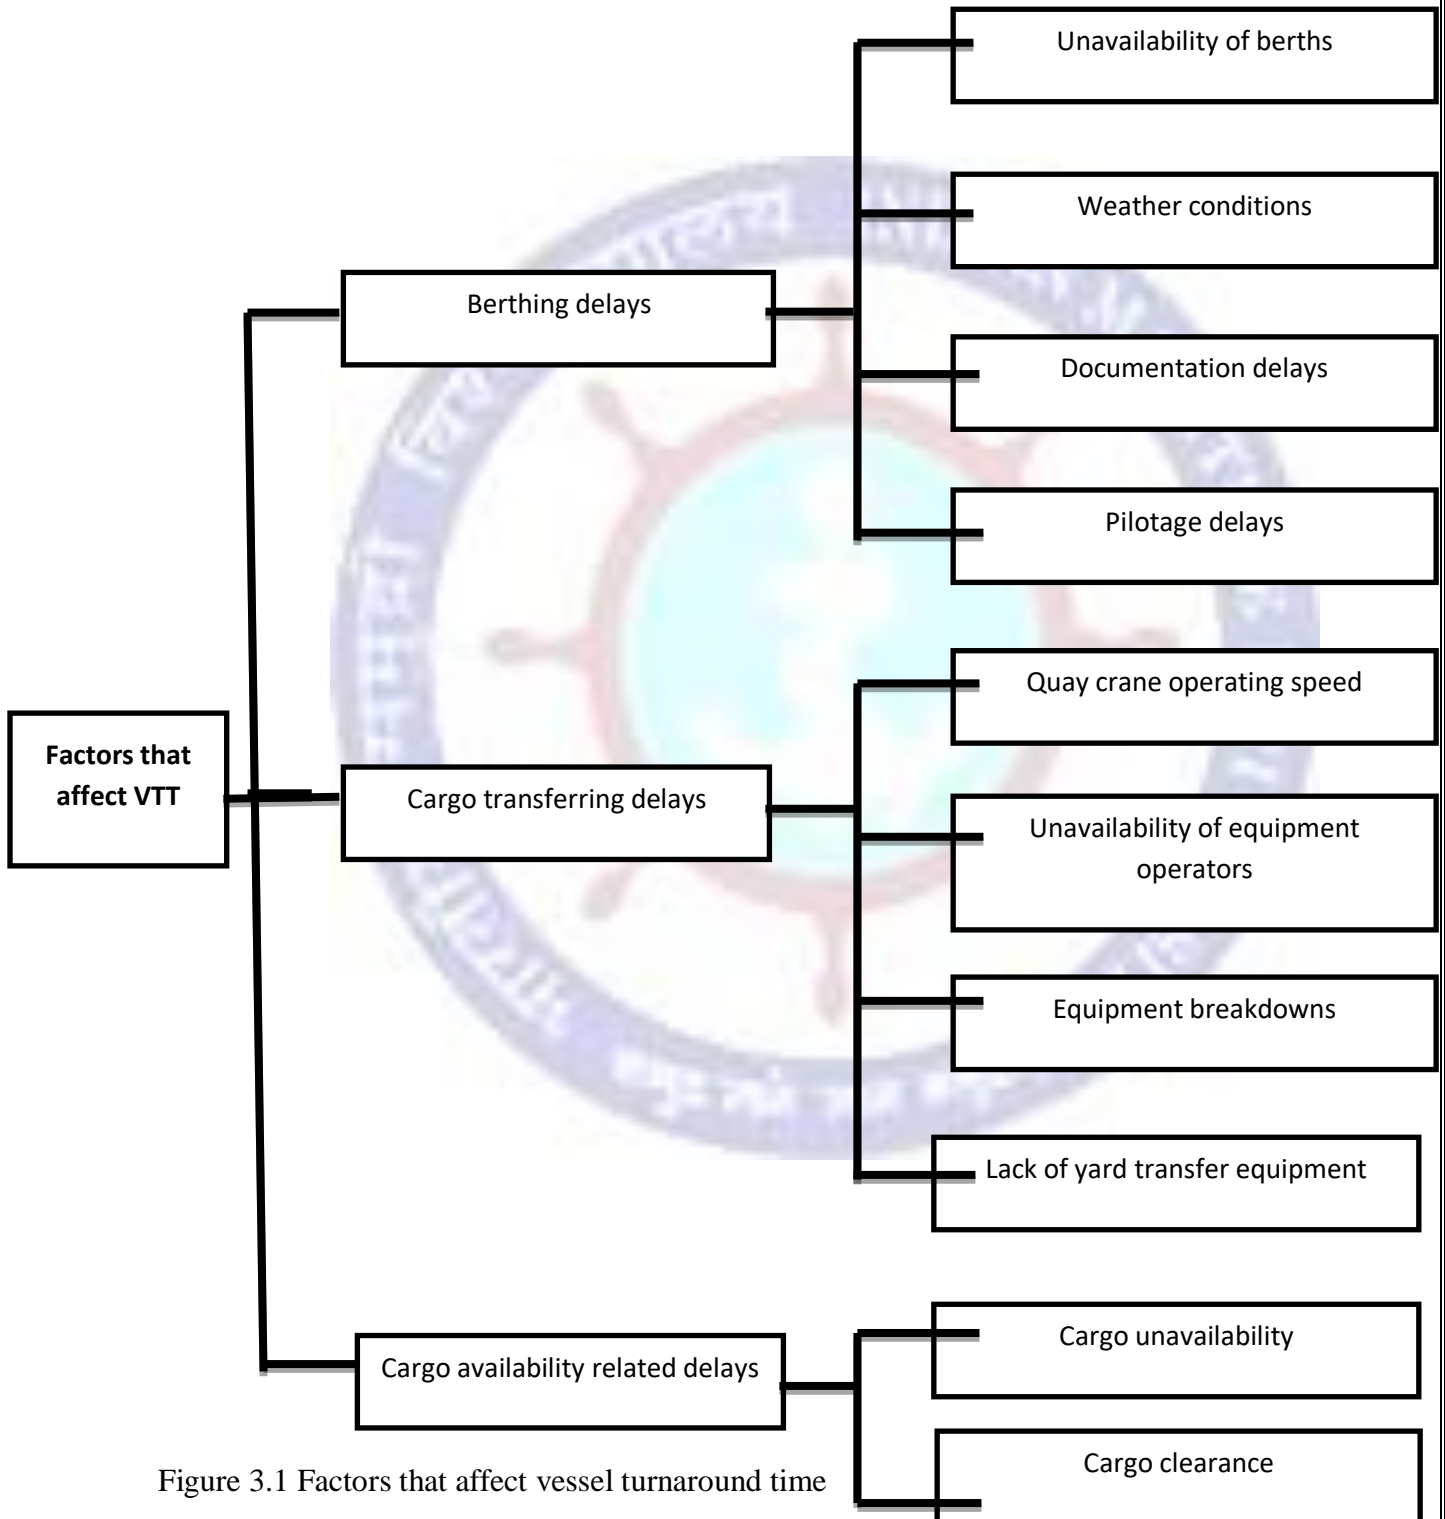 Unavailability of berths
Weather conditions
Berthing delays
Documentation delays
Pilotage delays
Quay crane operating speed
Factors that
affect VTT
Cargo transferring delays
Unavailability of equipment
operators
Equipment breakdowns
Lack of yard transfer equipment
Cargo unavailability
Cargo availability related delays
Cargo clearance
Figure 3.1 Factors that affect vessel turnaround time